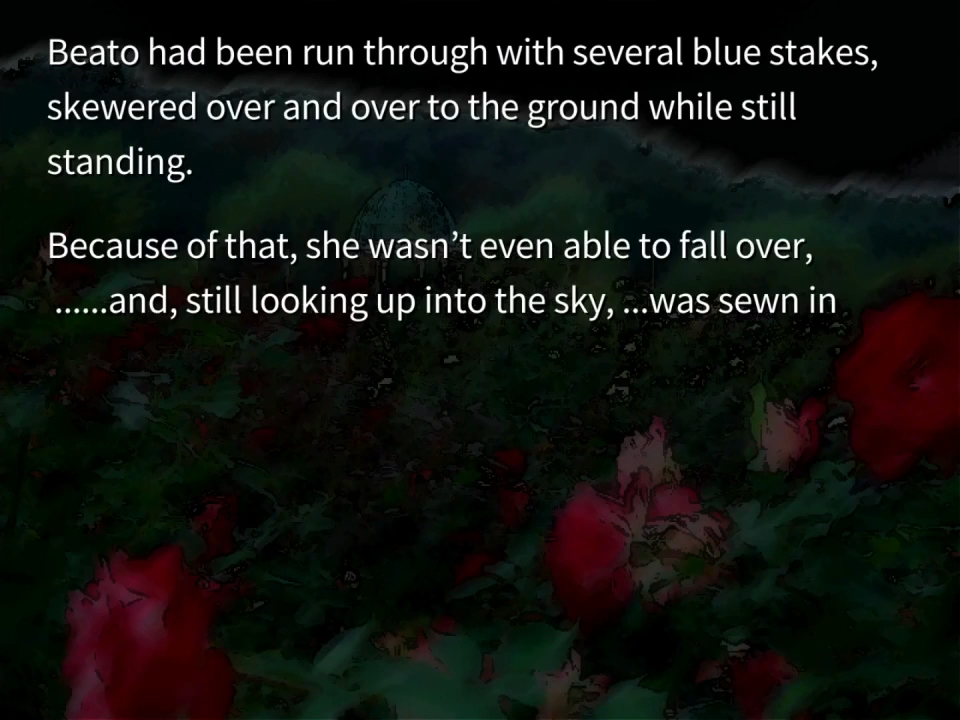 Beato had been run through with several blue stakes,
skewered over and over to the ground while still
standing.
Because of that, she wasn't even able to fall over,
......and, still looking up into the sky, ...was sewn in